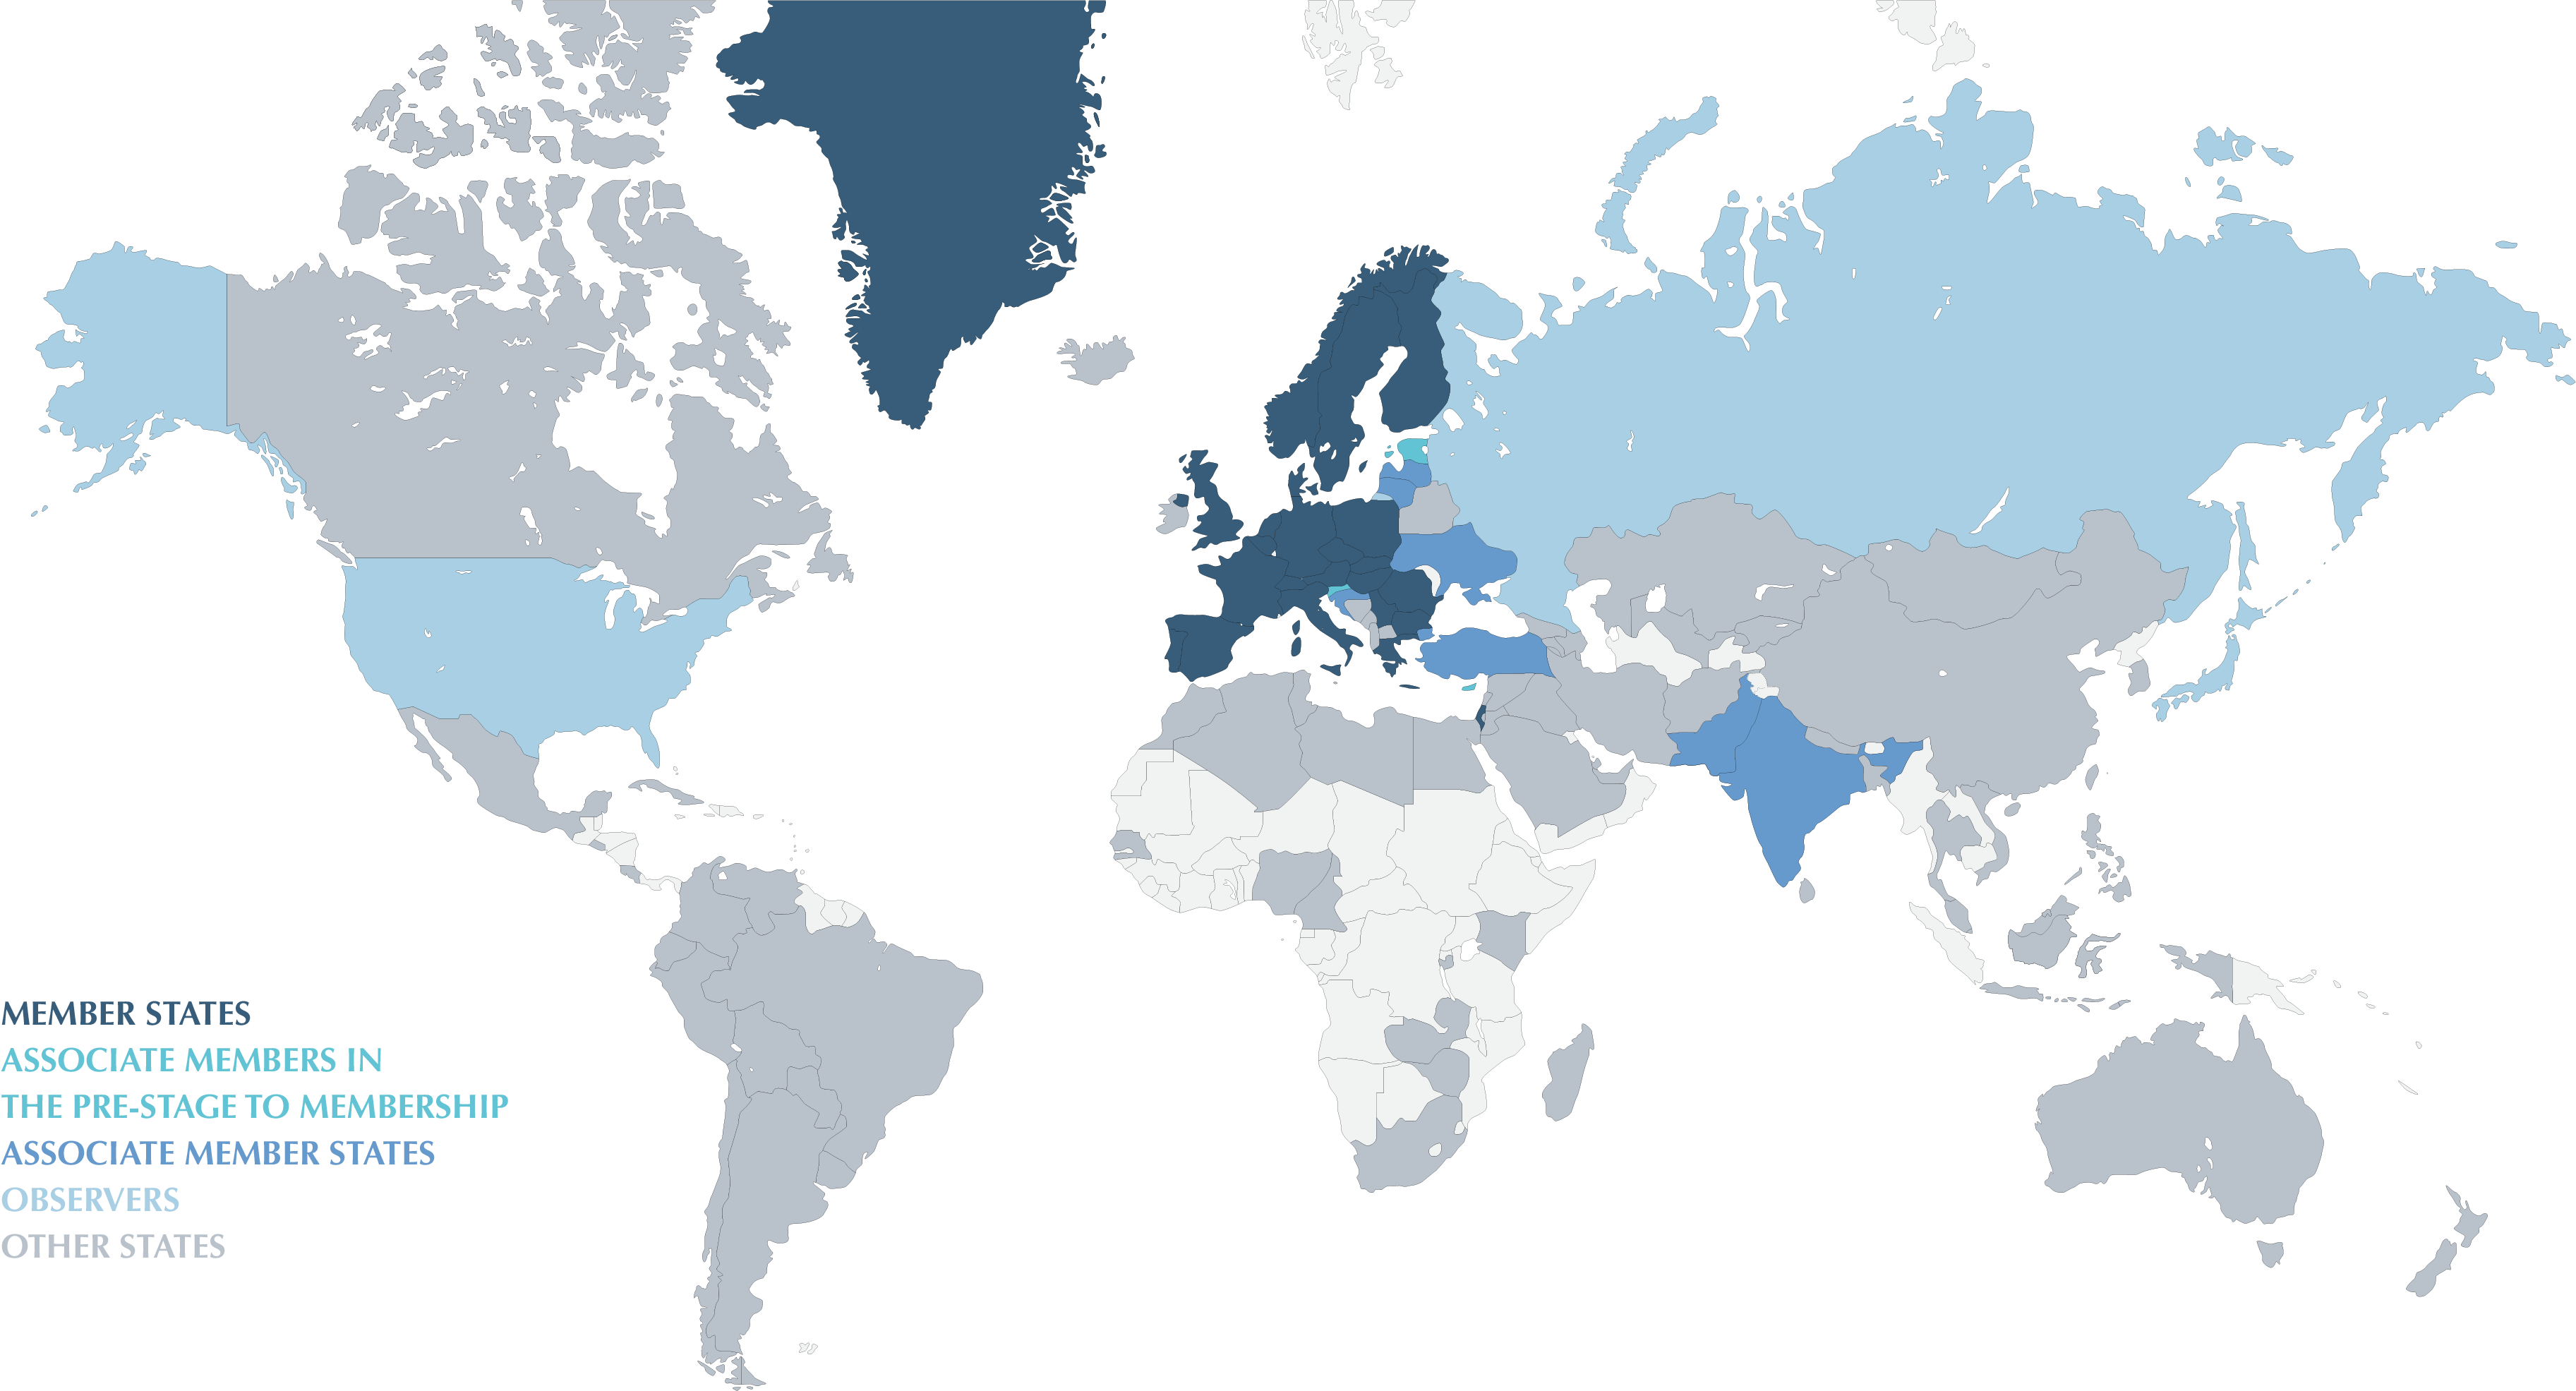 MEMBER STATES
ASSOCIATE MEMBERS IN
THE PRE-STAGE TO MEMBERSHIP
ASSOCIATE MEMBER STATES
OBSERVERS
OTHER STATES